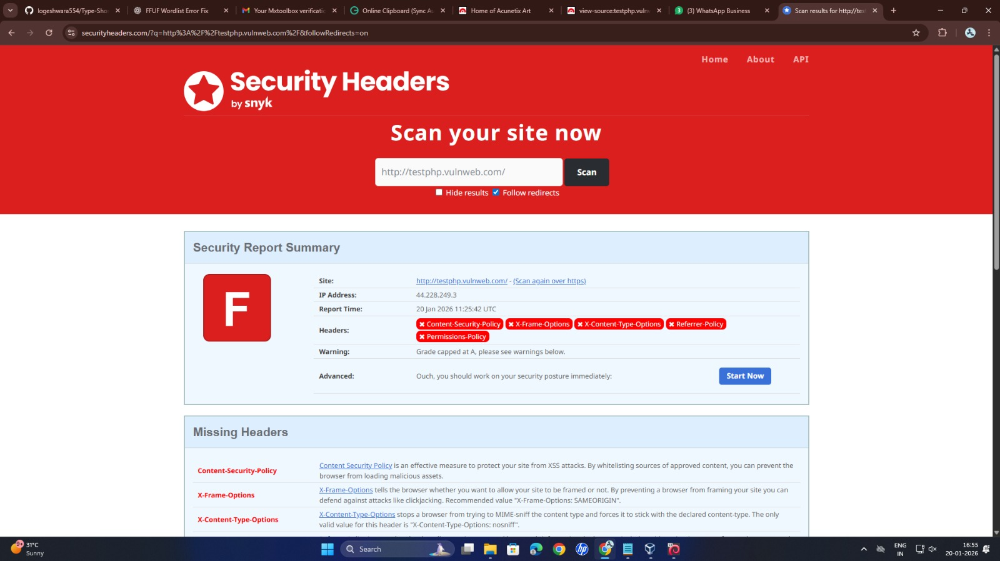 logeshwara554/Type-Sho
FFUF Wordlist Error Fix
Your Mxtoolbox verificatio
Online Clipboard (Sync Au
Home of Acunetix Art
view-source:testphp.vulnw
3 (3) WhatsApp Business
Scan results for http://tes
securityheaders.com/?q=http%3A%2F%2Ftestphp.vulnweb.com%2F&followRedirects=on
Home About API
Security Headers
by snyk
Scan your site now
http://testphp.vulnweb.com/ Scan
Hide results Follow redirects
Security Report Summary
F
Site: http://testphp.vulnweb.com/ - (Scan again over https)
IP Address: 44.228.249.3
Report Time: 20 Jan 2026 11:25:42 UTC
Headers: Content-Security-Policy X-Frame-Options X-Content-Type-Options Referrer-Policy
Permissions-Policy
Warning: Grade capped at A, please see warnings below.
Advanced: Ouch, you should work on your security posture immediately: Start Now
Missing Headers
Content-Security-Policy Content Security Policy is an effective measure to protect your site from XSS attacks. By whitelisting sources of approved content, you can prevent the
browser from loading malicious assets.
X-Frame-Options X-Frame-Options tells the browser whether you want to allow your site to be framed or not. By preventing a browser from framing your site you can
defend against attacks like clickjacking. Recommended value "X-Frame-Options: SAMEORIGIN".
X-Content-Type-Options X-Content-Type-Options stops a browser from trying to MIME-sniff the content type and forces it to stick with the declared content-type. The only
valid value for this header is "X-Content-Type-Options: nosniff".
9+ 31°C
Sunny
Search
hp
ENG
IN
16:55
20-01-2026